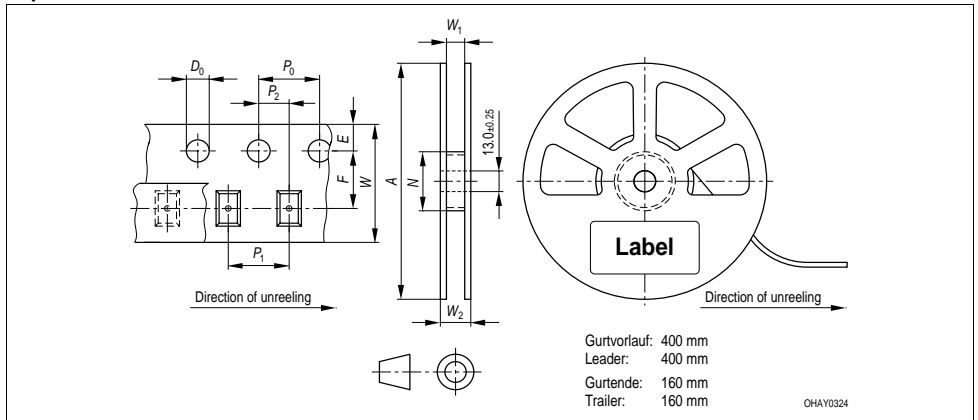 W1
D0
P0
P2
E
F
W
A
N
13.0±0.25
Label
P1
Direction of unreeling
W2
Direction of unreeling
Gurtvorlauf: 400 mm
Leader: 400 mm
Gurtende: 160 mm
Trailer: 160 mm
OHAY0324